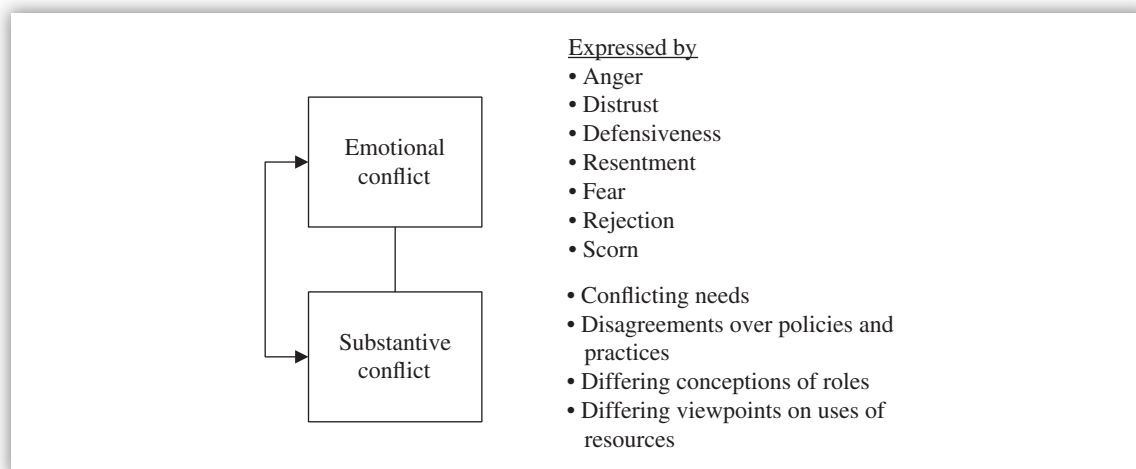 Expressed by
• Anger
• Distrust
• Defensiveness
• Resentment
• Fear
• Rejection
• Scorn
Emotional
conflict
• Conflicting needs
• Disagreements over policies and
practices
• Differing conceptions of roles
• Differing viewpoints on uses of
resources
Substantive
conflict